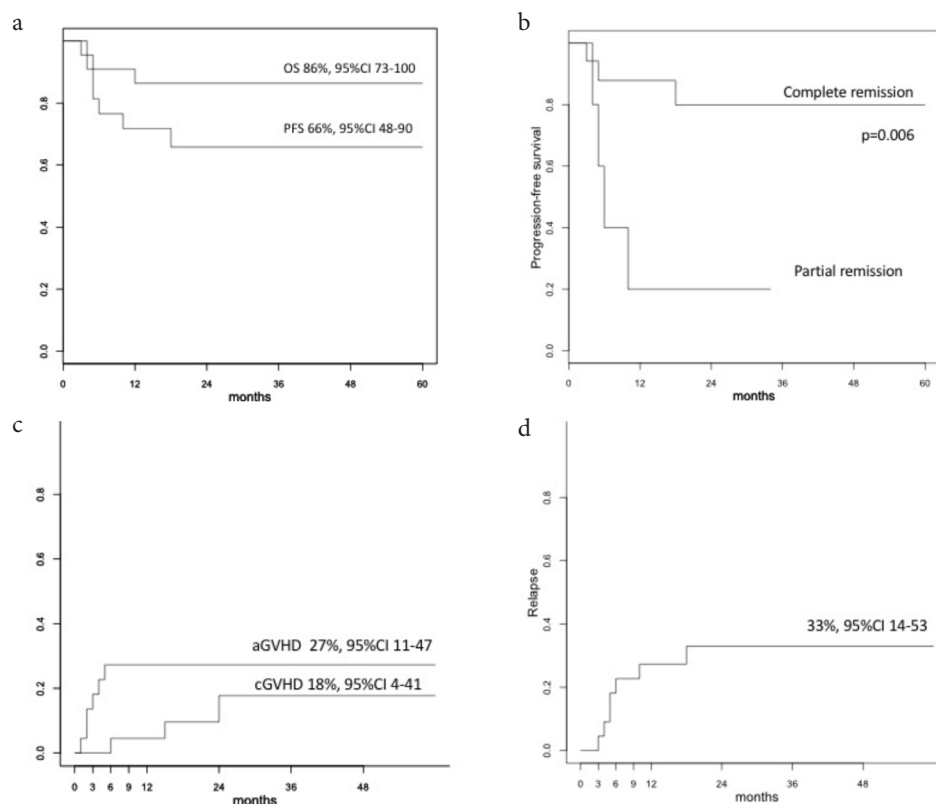 a
0.8
0.4
0.2
0.0
OS 86%, 95%CI 73-100
PFS 66%, 95%CI 48-90
0 12 24 36 48 60
months
b
Progression-free survival
0.8
0.6
0.4
0.2
0.0
Complete remission
p=0.006
Partial remission
0 12 24 36 48 60
months
c
0.8
0.6
0.4
0.2
0.0
aGVHD 27%, 95%CI 11-47
cGVHD 18%, 95%CI 4-41
0 3 6 9 12 24 36 48
months
d
Relapse
0.8
0.6
0.4
0.2
0.0
33%, 95%CI 14-53
0 3 6 9 12 24 36 48
months